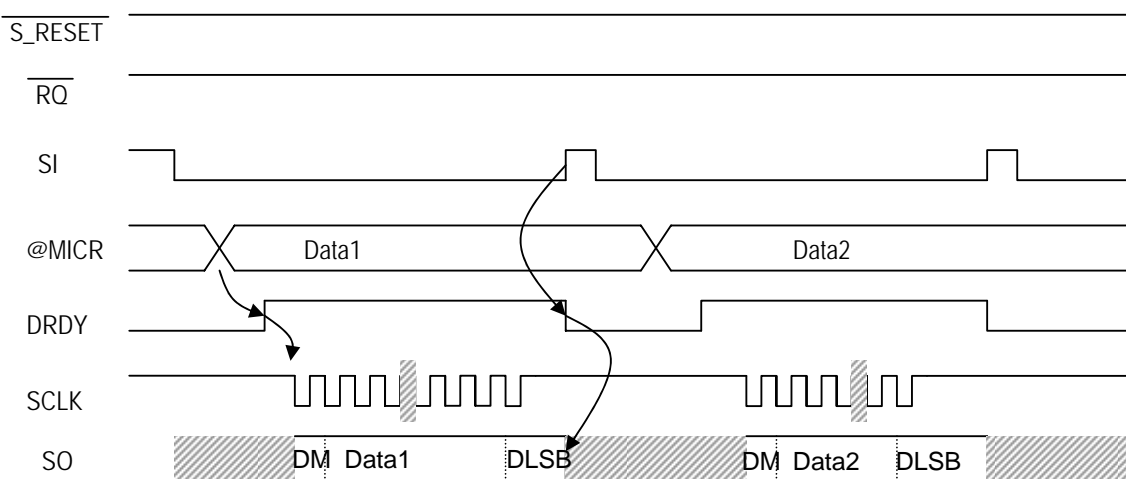 S_RESET
RQ
SI
@MICR Data1 Data2
DRDY
SCLK
SO DM Data1 DLSB DM Data2 DLSB